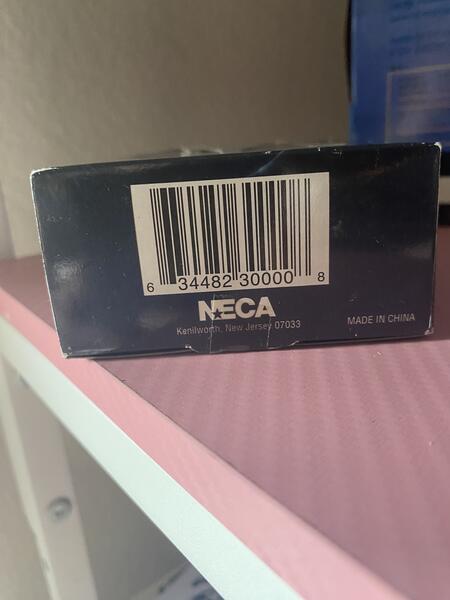 6 34482 30000 8
NECA
Kenilworth, New Jersey 07033
MADE IN CHINA